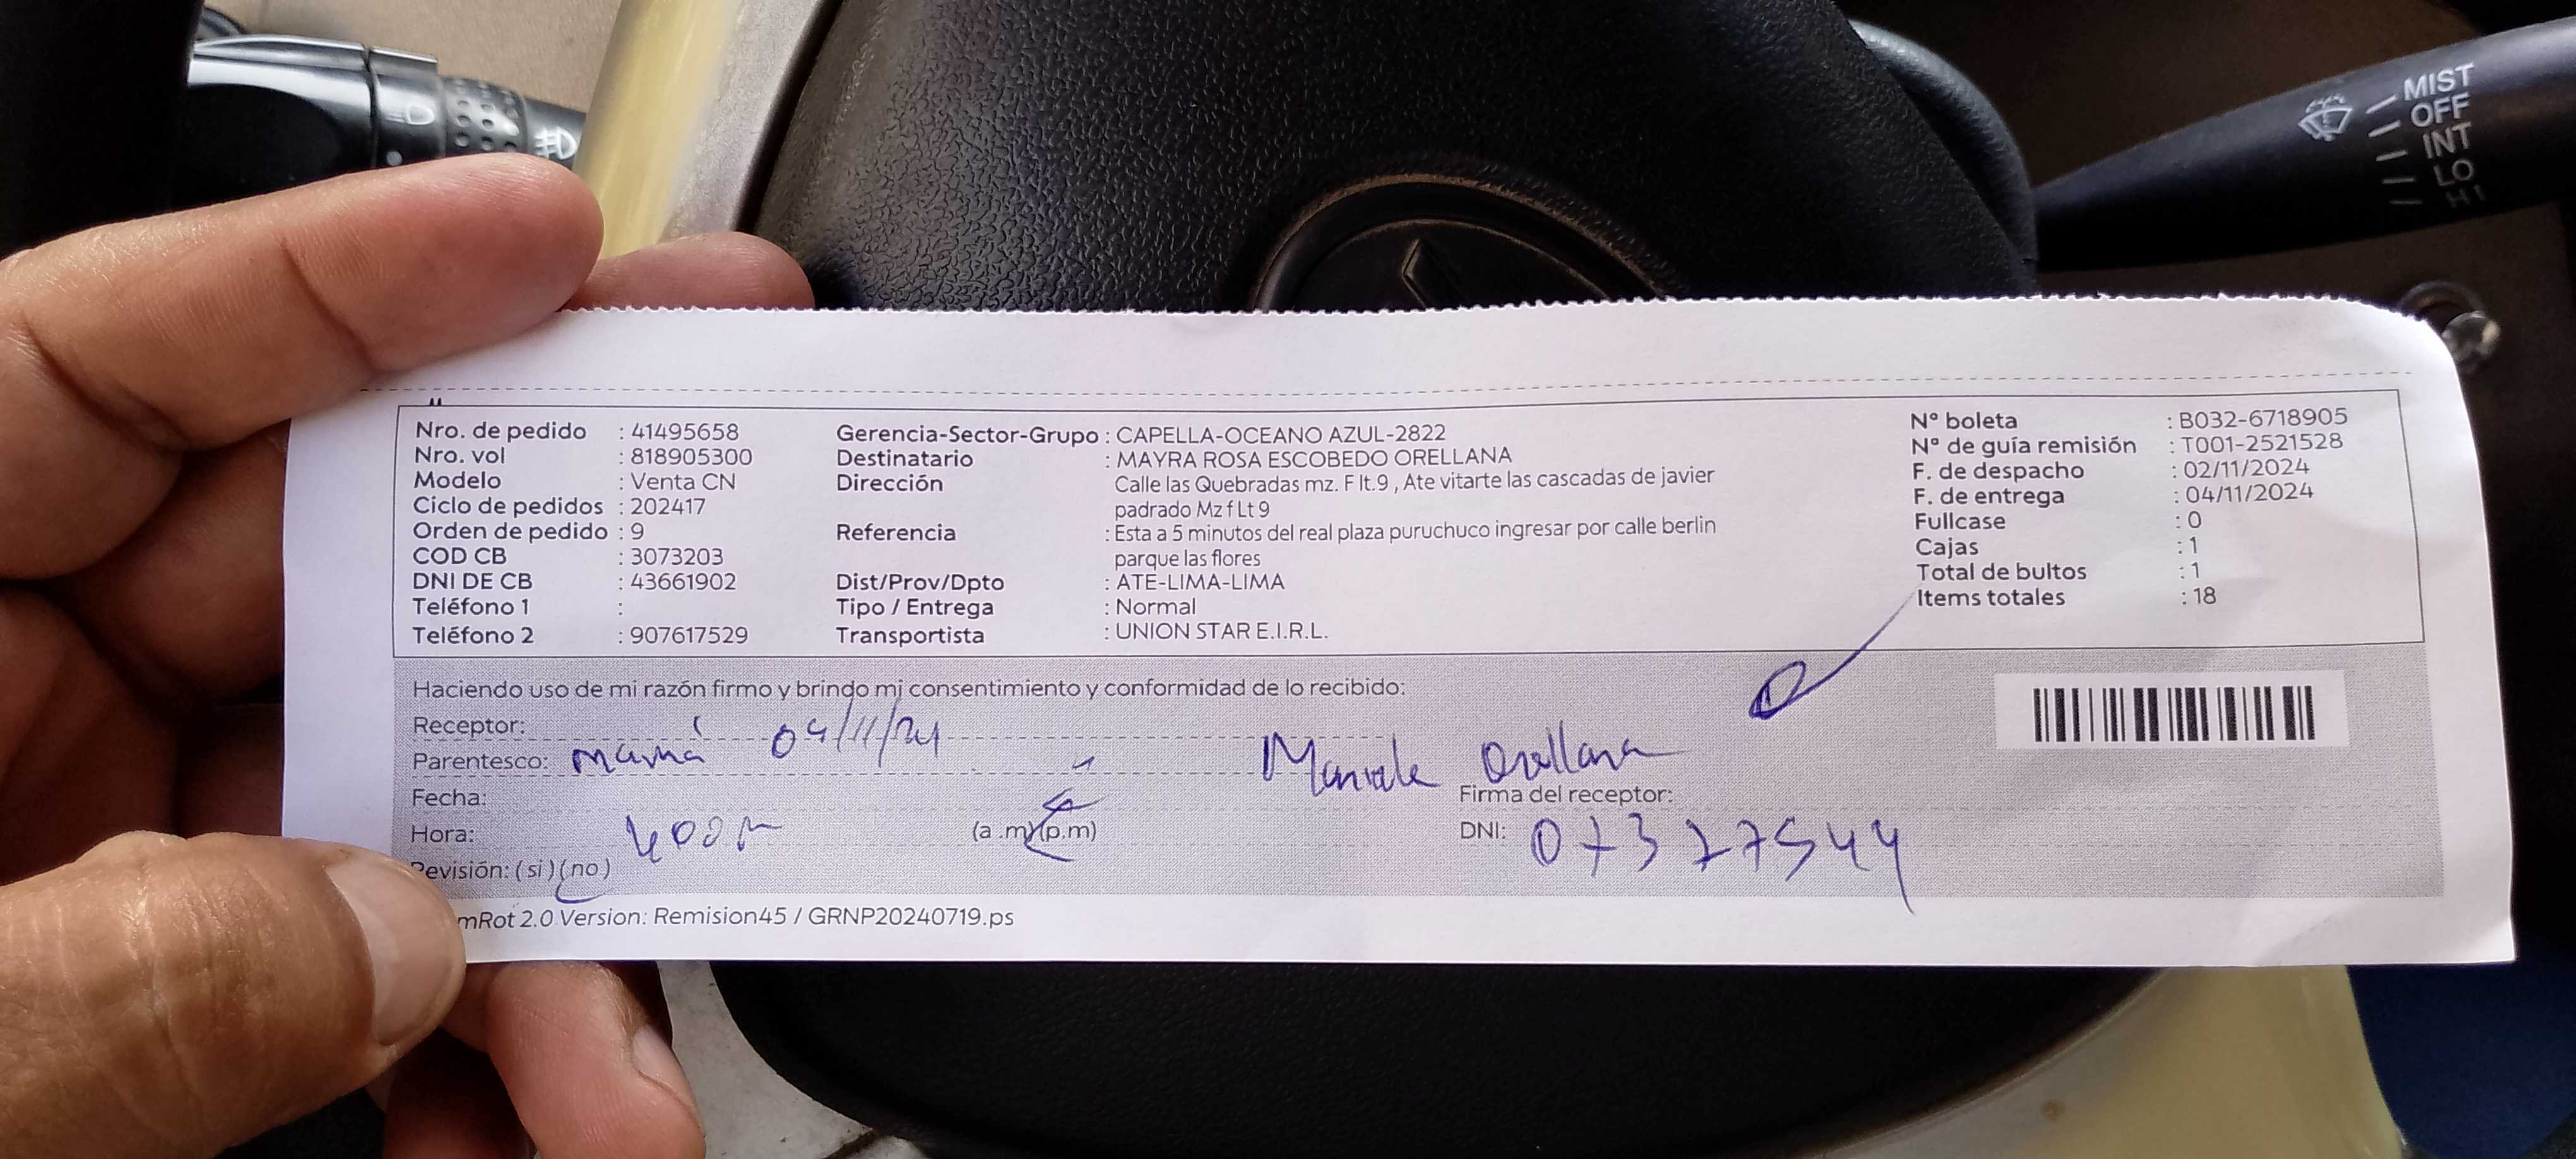 MIST
OFF
INT
LO
HI
Nro. de pedido : 41495658
Nro. vol : 818905300
Modelo : Venta CN
Ciclo de pedidos : 202417
Orden de pedido : 9
COD CB : 3073203
DNI DE CB : 43661902
Teléfono 1 :
Teléfono 2 : 907617529
Gerencia-Sector-Grupo : CAPELLA-OCEANO AZUL-2822
Destinatario : MAYRA ROSA ESCOBEDO ORELLANA
Dirección Calle las Quebradas mz. F lt.9 , Ate vitarte las cascadas de javier
padrado Mz f Lt 9
Referencia : Esta a 5 minutos del real plaza puruchuco ingresar por calle berlin
parque las flores
Dist/Prov/Dpto : ATE-LIMA-LIMA
Tipo / Entrega : Normal
Transportista : UNION STAR E.I.R.L.
N° boleta : B032-6718905
N° de guía remisión : T001-2521528
F. de despacho : 02/11/2024
F. de entrega : 04/11/2024
Fullcase : 0
Cajas : 1
Total de bultos : 1
Items totales : 18
Haciendo uso de mi razón firmo y brindo mi consentimiento y conformidad de lo recibido:
Receptor:
Parentesco: mamá 04/11/24
Orellana
Fecha:
Firma del receptor:
Hora: (a .m)(p.m)
DNI: 07327544
Revisión: ( si ) (no )
mRot 2.0 Version: Remision45 / GRNP20240719.ps